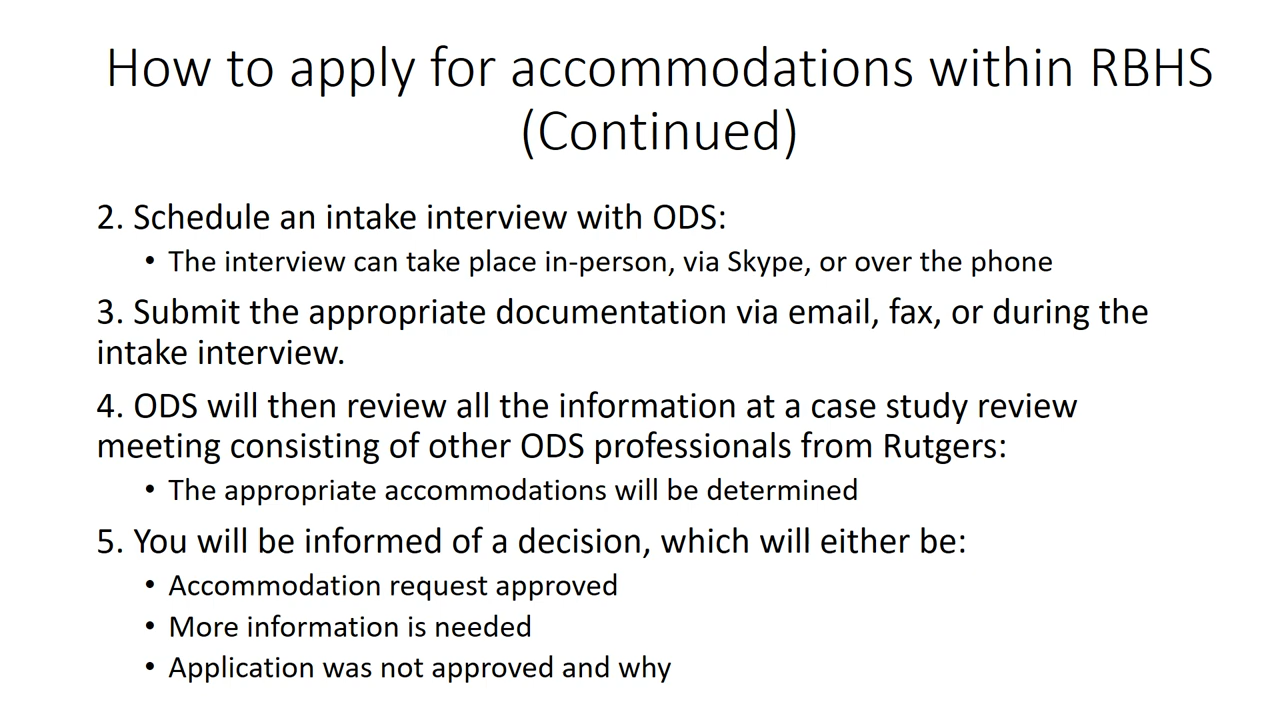 How to apply for accommodations within RBHS
(Continued)
2. Schedule an intake interview with ODS:
• The interview can take place in-person, via Skype, or over the phone
3. Submit the appropriate documentation via email, fax, or during the
intake interview.
4. ODS will then review all the information at a case study review
meeting consisting of other ODS professionals from Rutgers:
• The appropriate accommodations will be determined
5. You will be informed of a decision, which will either be:
• Accommodation request approved
• More information is needed
• Application was not approved and why